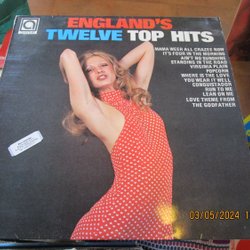 ENGLAND'S
TWELVE TOP HITS
MAMA WEER ALL CRAZEE NOW
IT'S FOUR IN THE MORNING
AIN'T NO SUNSHINE
STANDING IN THE ROAD
VIRGINIA PLAIN
POPCORN
WHERE IS THE LOVE
YOU WEAR IT WELL
CONQUISTADOR
RUN TO ME
LEAN ON ME
LOVE THEME FROM
THE GODFATHER
03/05/2024